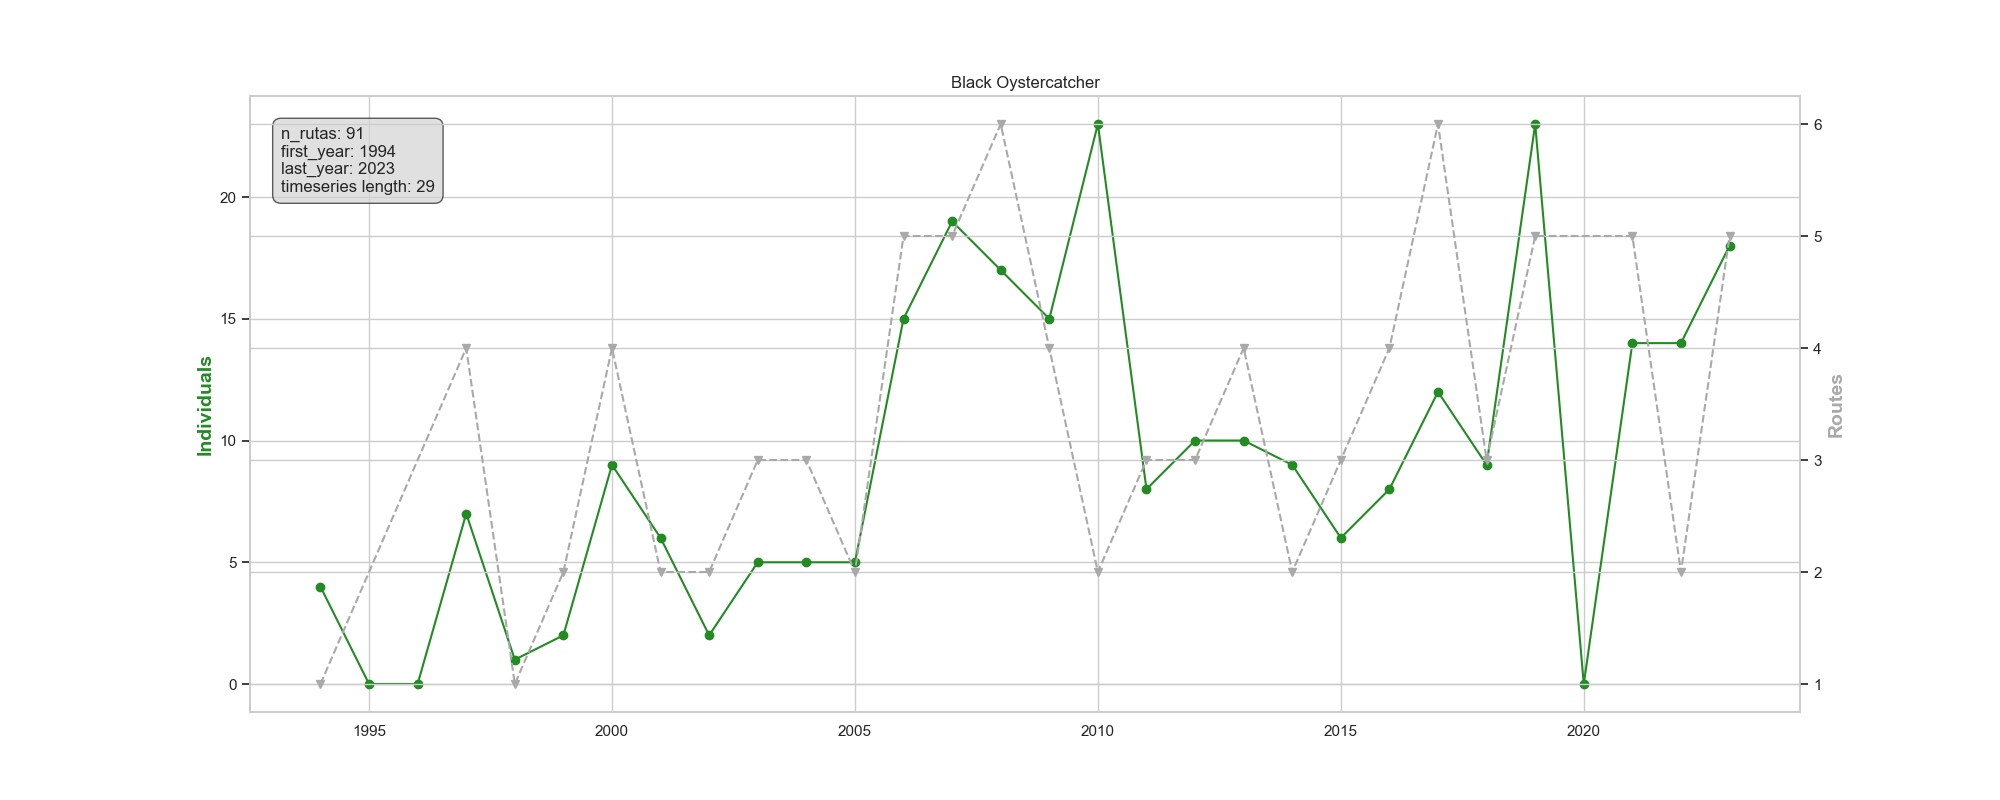 Black Oystercatcher
n_rutas: 91
first_year: 1994
last_year: 2023
timeseries length: 29
Individuals
20
15
10
5
0
Routes
6
5
4
3
2
1
1995
2000
2005
2010
2015
2020